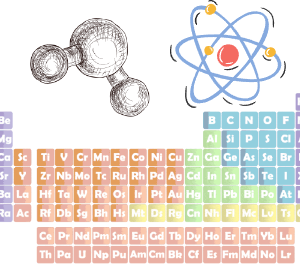 Be B C N O F
Mg Al Si P S Cl
Ca Sc Ti V Cr Mn Fe Co Ni Cu Zn Ga Ge As Se Br
Sr Y Zr Nb Mo Tc Ru Rh Pd Ag Cd In Sn Sb Te I
Ba La Hf Ta W Re Os Ir Pt Au Hg Tl Pb Bi Po At
Ra Ac Rf Db Sg Bh Hs Mt Ds Rg Cn Nh Fl Mc Lv Ts
Ce Pr Nd Pm Sm Eu Gd Tb Dy Ho Er Tm Yb Lu
Th Pa U Np Pu Am Cm Bk Cf Es Fm Md No Lr